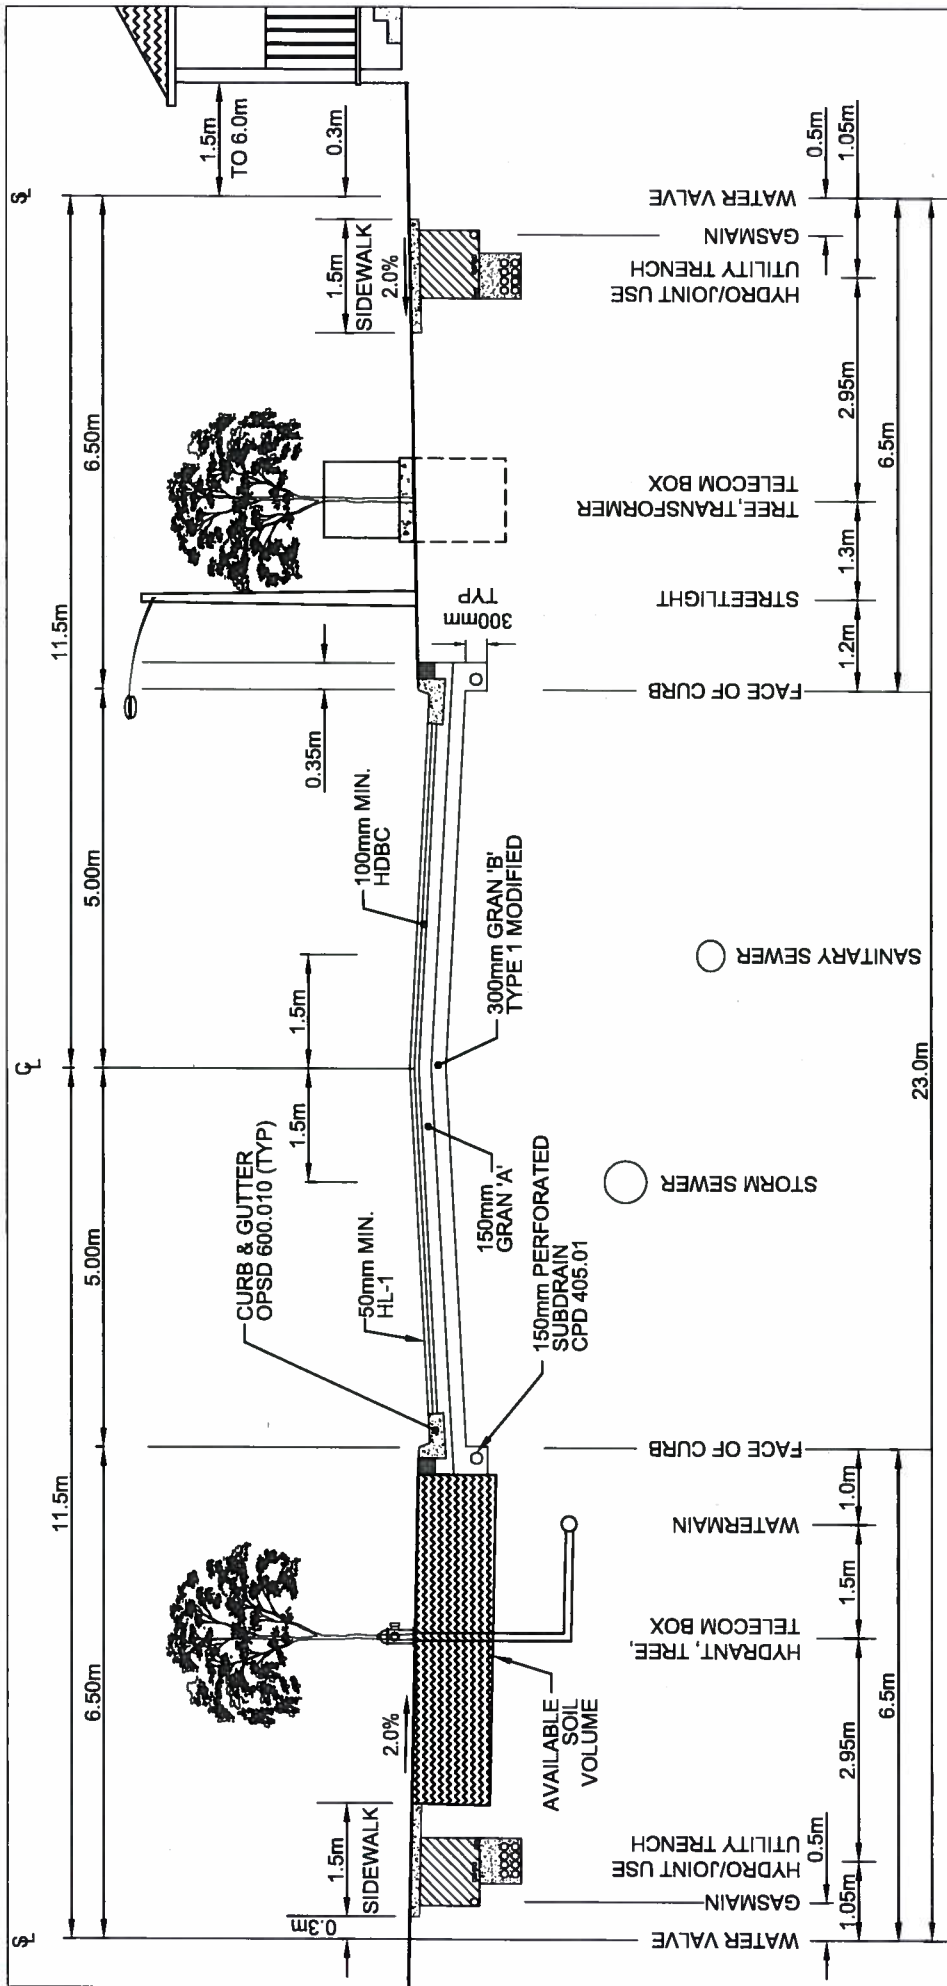 S L
C L
S L
11.5m
11.5m
6.50m
5.00m
5.00m
6.50m
1.5m
TO 6.0m
0.3m
1.5m
SIDEWALK
2.0%
0.35m
300mm
TYP
1.5m
1.5m
100mm MIN.
HDBC
CURB & GUTTER
OPSD 600.010 (TYP)
50mm MIN.
HL-1
150mm
GRAN 'A'
300mm GRAN 'B'
TYPE 1 MODIFIED
150mm PERFORATED
SUBDRAIN
CPD 405.01
0.3m
1.5m
SIDEWALK
2.0%
AVAILABLE
SOIL
VOLUME
STORM SEWER
SANITARY SEWER
WATER VALVE
GASMAIN
HYDRO/JOINT USE
UTILITY TRENCH
HYDRANT, TREE,
TELECOM BOX
WATERMAIN
FACE OF CURB
FACE OF CURB
STREETLIGHT
TREE,TRANSFORMER
TELECOM BOX
HYDRO/JOINT USE
UTILITY TRENCH
GASMAIN
WATER VALVE
0.5m
1.05m
2.95m
1.5m
1.0m
1.2m
1.3m
2.95m
0.5m
1.05m
6.5m
6.5m
23.0m